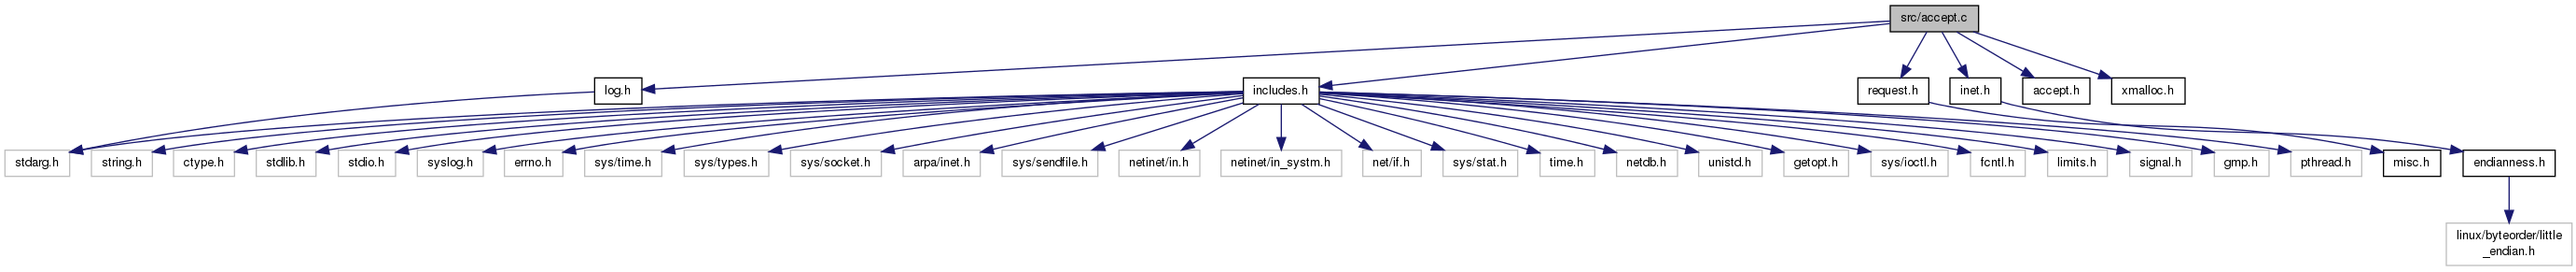 src/accept.c
log.h
includes.h
request.h
inet.h
accept.h
xmalloc.h
stdarg.h
string.h
ctype.h
stdlib.h
stdio.h
syslog.h
errno.h
sys/time.h
sys/types.h
sys/socket.h
arpa/inet.h
sys/sendfile.h
netinet/in.h
netinet/in_systm.h
net/if.h
sys/stat.h
time.h
netdb.h
unistd.h
getopt.h
sys/ioctl.h
fcntl.h
limits.h
signal.h
gmp.h
pthread.h
misc.h
endianness.h
linux/byteorder/little
_endian.h